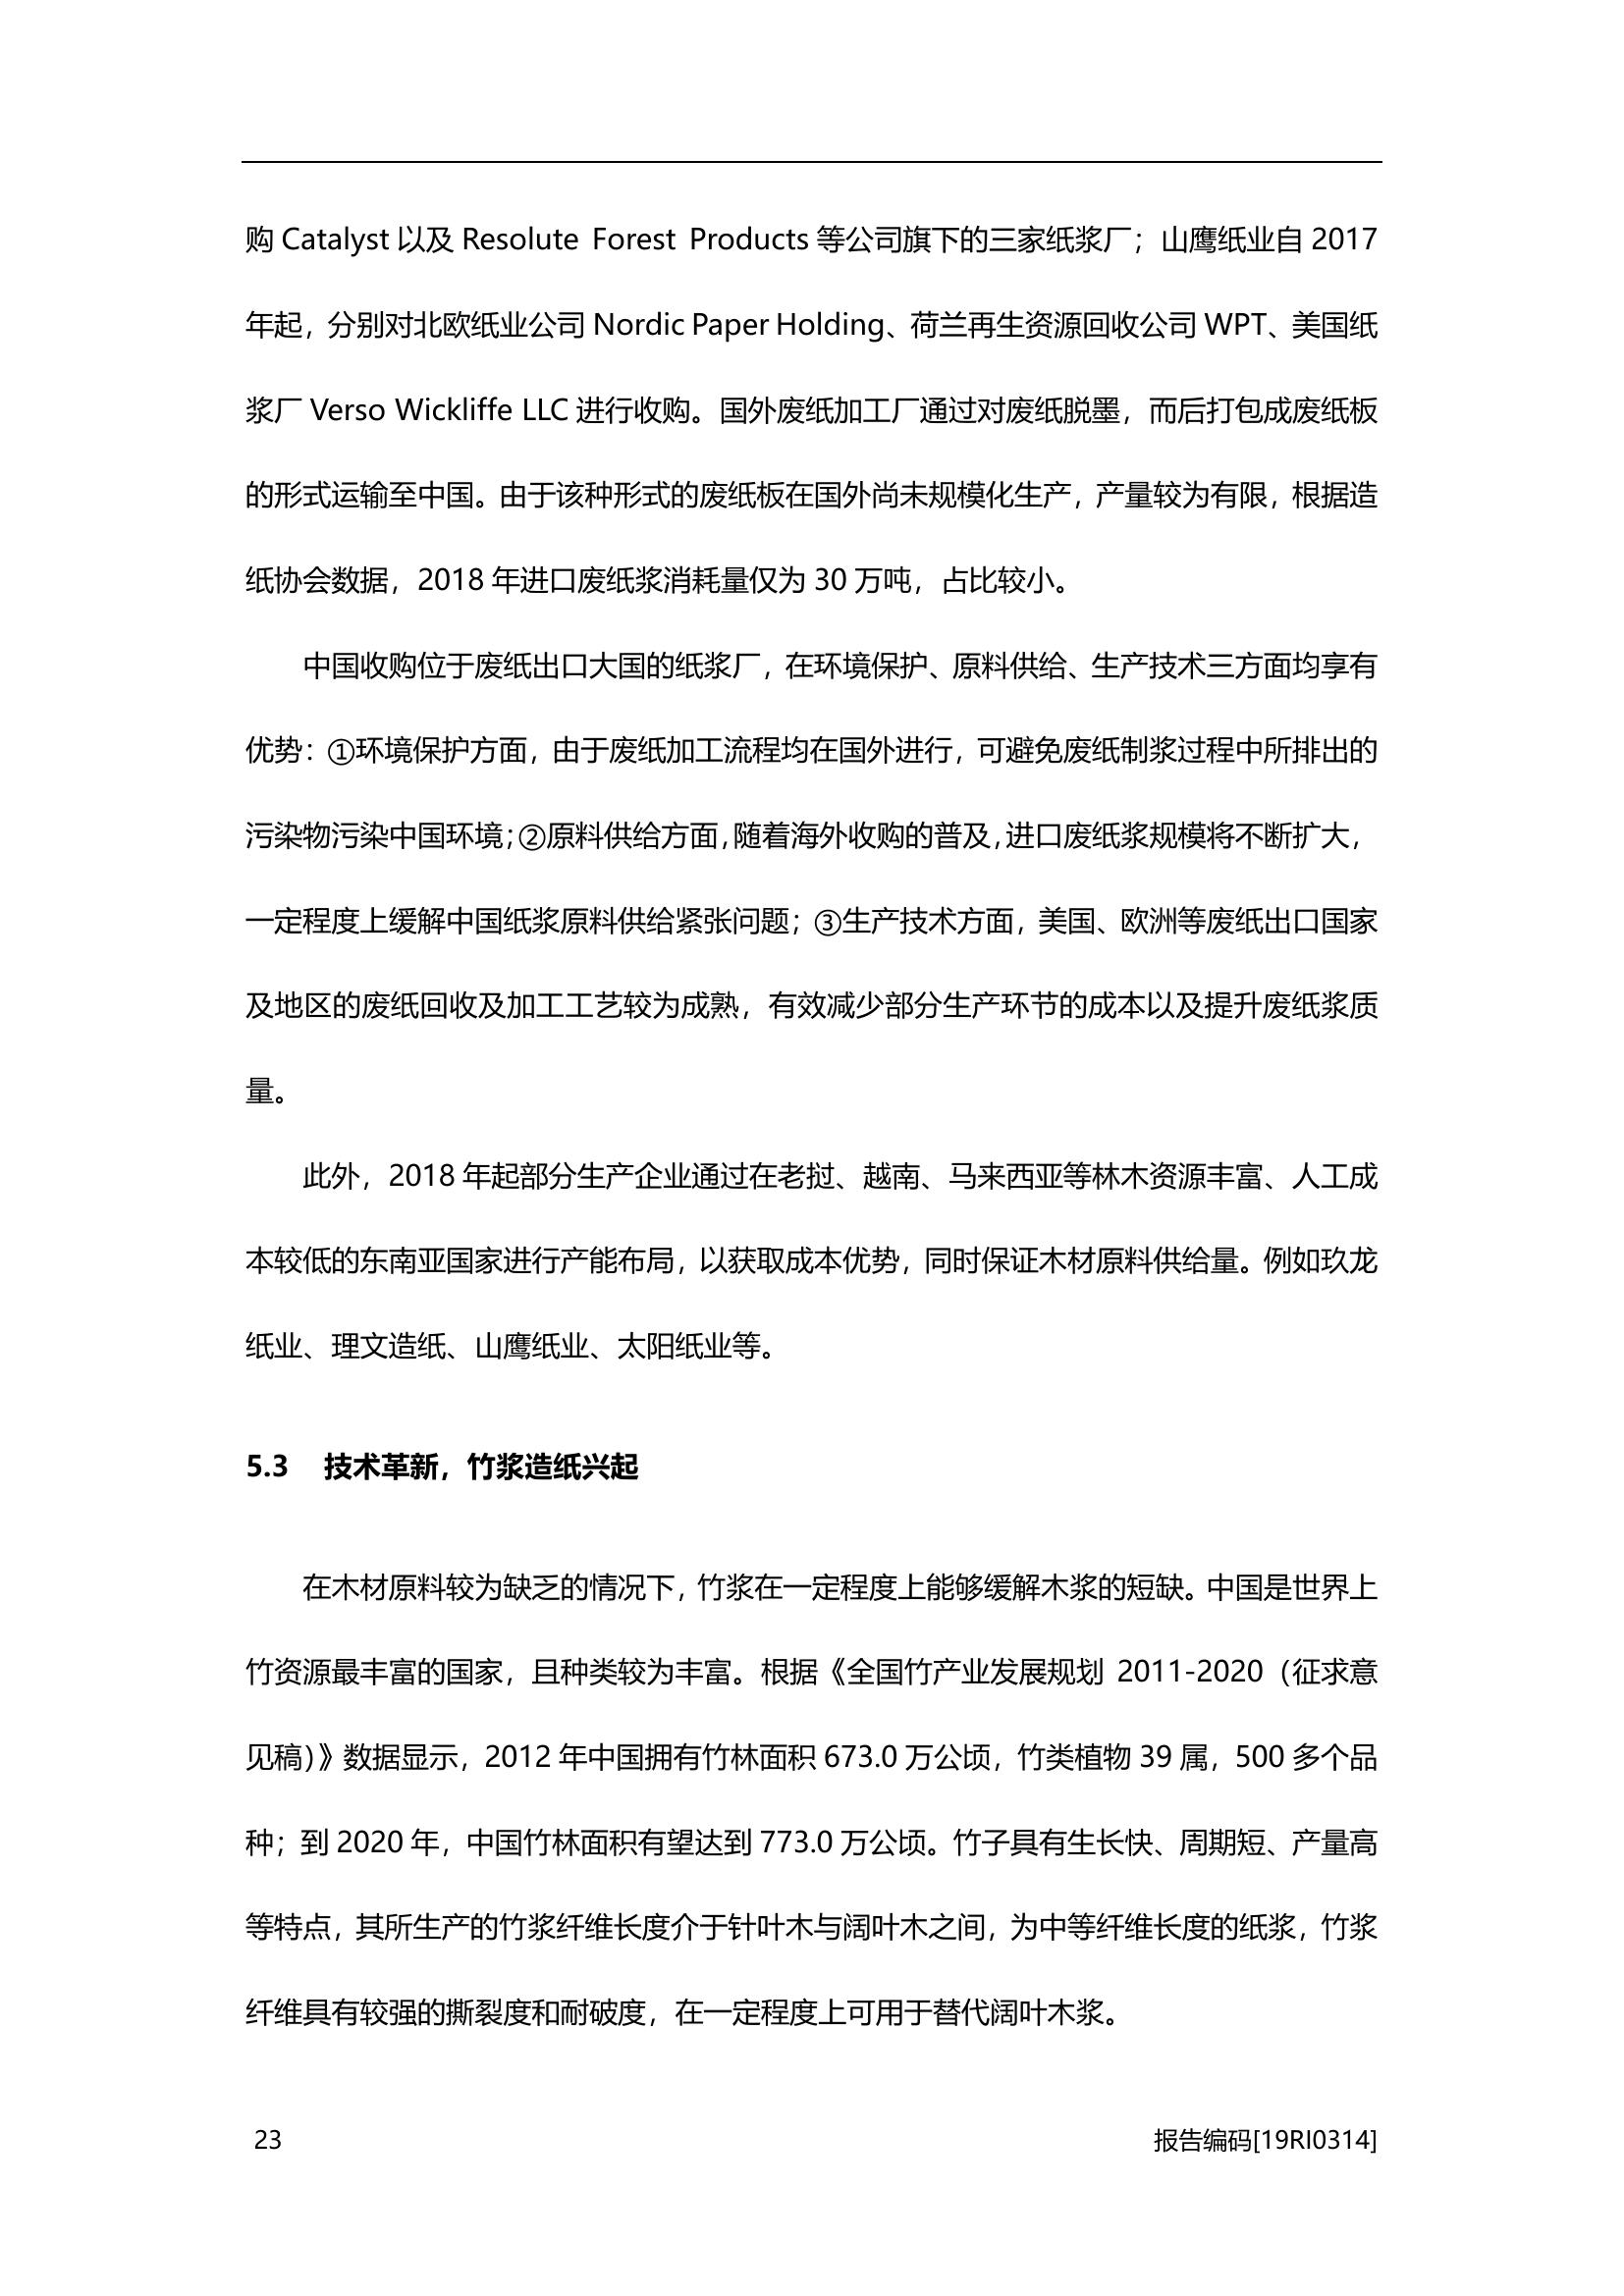 购 Catalyst 以及 Resolute Forest Products 等公司旗下的三家纸浆厂；山鹰纸业自 2017
年起，分别对北欧纸业公司 Nordic Paper Holding、荷兰再生资源回收公司 WPT、美国纸
浆厂 Verso Wickliffe LLC 进行收购。国外废纸加工厂通过对废纸脱墨，而后打包成废纸板
的形式运输至中国。由于该种形式的废纸板在国外尚未规模化生产，产量较为有限，根据造
纸协会数据，2018 年进口废纸浆消耗量仅为 30 万吨，占比较小。
中国收购位于废纸出口大国的纸浆厂，在环境保护、原料供给、生产技术三方面均享有
优势：①环境保护方面，由于废纸加工流程均在国外进行，可避免废纸制浆过程中所排出的
污染物污染中国环境；②原料供给方面，随着海外收购的普及，进口废纸浆规模将不断扩大，
一定程度上缓解中国纸浆原料供给紧张问题；③生产技术方面，美国、欧洲等废纸出口国家
及地区的废纸回收及加工工艺较为成熟，有效减少部分生产环节的成本以及提升废纸浆质
量。
此外，2018 年起部分生产企业通过在老挝、越南、马来西亚等林木资源丰富、人工成
本较低的东南亚国家进行产能布局，以获取成本优势，同时保证木材原料供给量。例如玖龙
纸业、理文造纸、山鹰纸业、太阳纸业等。
5.3 技术革新，竹浆造纸兴起
在木材原料较为缺乏的情况下，竹浆在一定程度上能够缓解木浆的短缺。中国是世界上
竹资源最丰富的国家，且种类较为丰富。根据《全国竹产业发展规划 2011-2020（征求意
见稿）》数据显示，2012 年中国拥有竹林面积 673.0 万公顷，竹类植物 39 属，500 多个品
种；到 2020 年，中国竹林面积有望达到 773.0 万公顷。竹子具有生长快、周期短、产量高
等特点，其所生产的竹浆纤维长度介于针叶木与阔叶木之间，为中等纤维长度的纸浆，竹浆
纤维具有较强的撕裂度和耐破度，在一定程度上可用于替代阔叶木浆。
23 报告编码[19RI0314]